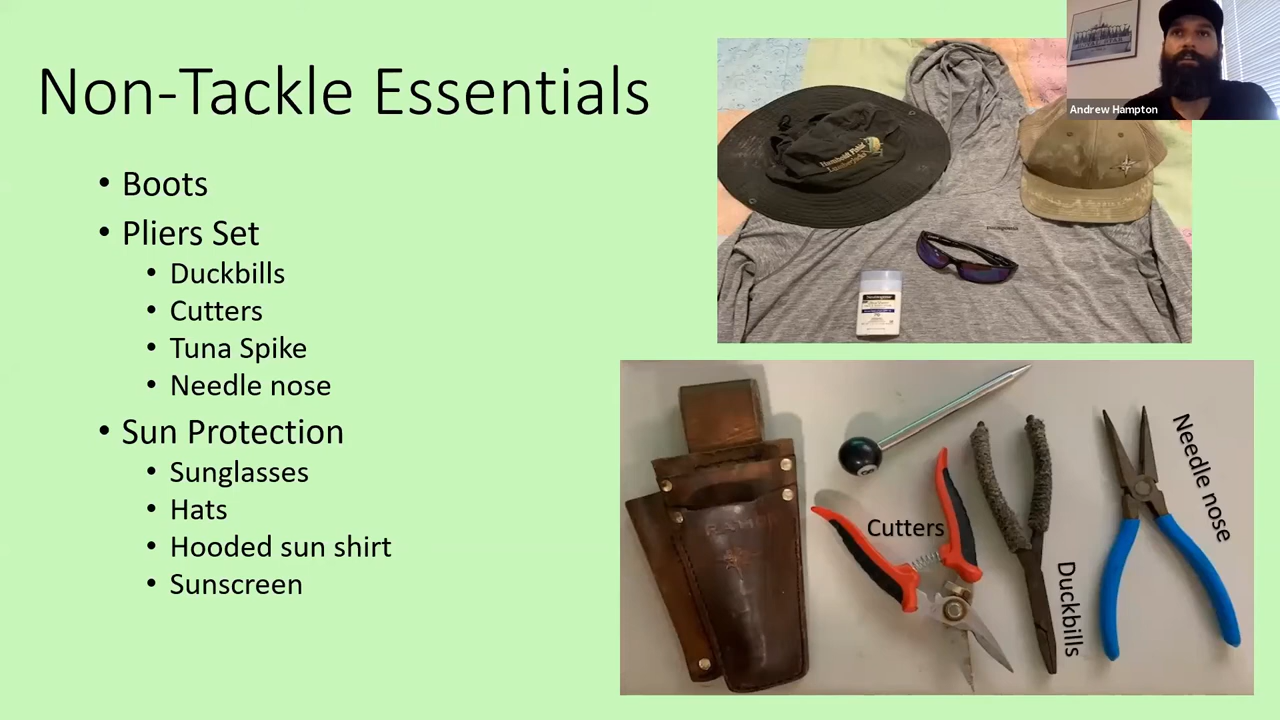 Non-Tackle Essentials
• Boots
• Pliers Set
• Duckbills
• Cutters
• Tuna Spike
• Needle nose
• Sun Protection
• Sunglasses
• Hats
• Hooded sun shirt
• Sunscreen
Andrew Hampton
Cutters
Duckbills
Needle nose